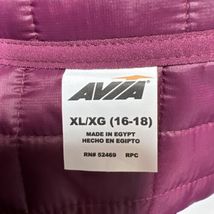 AVIA
XL/XG (16-18)
MADE IN EGYPT
HECHO EN EGIPTO
RN# 52469 RPC